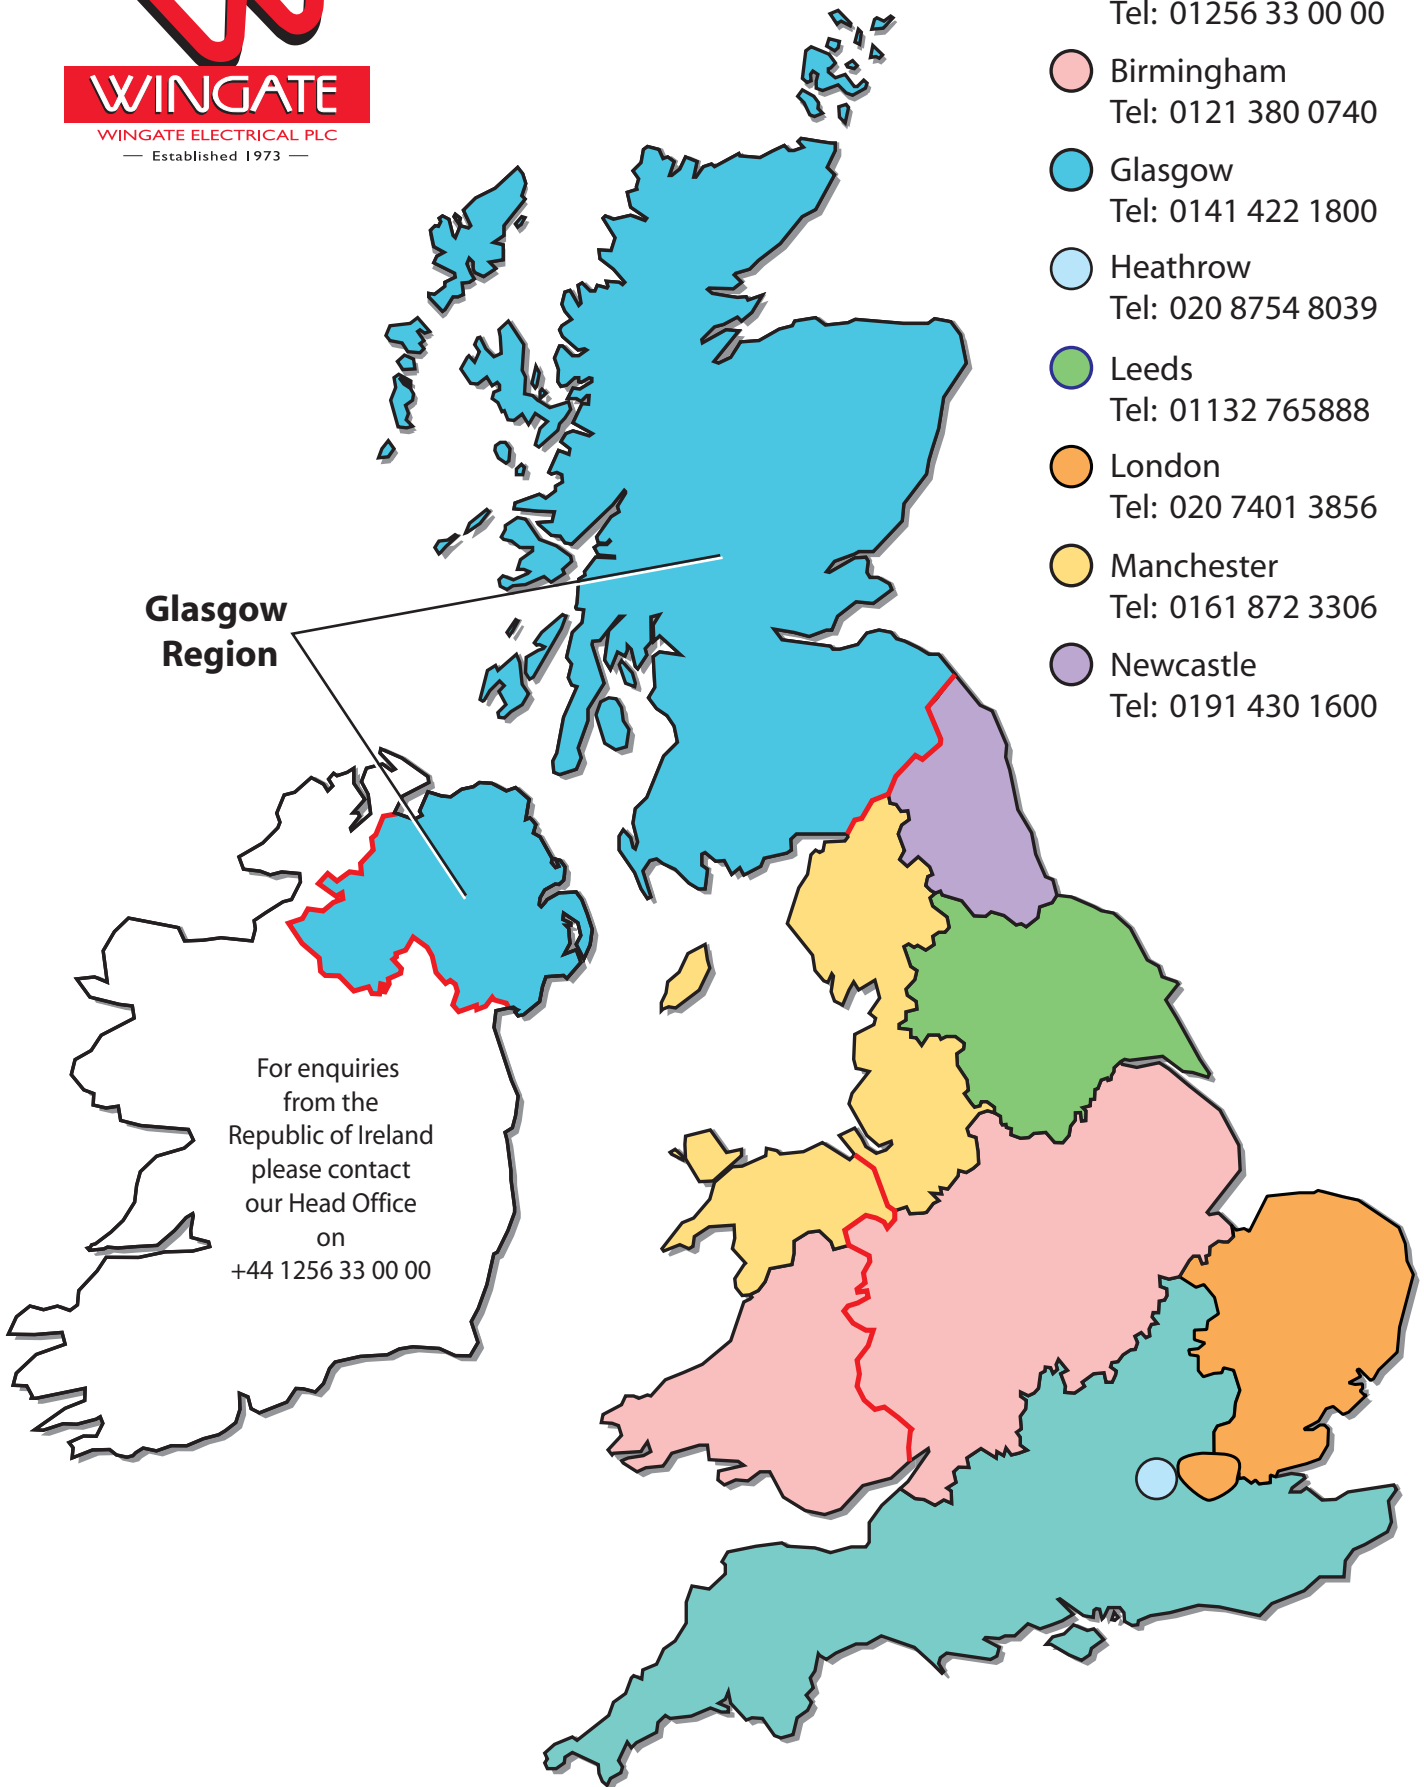 WINGATE
WINGATE ELECTRICAL PLC
— Established 1973 —
Tel: 01256 33 00 00
Birmingham
Tel: 0121 380 0740
Glasgow
Tel: 0141 422 1800
Heathrow
Tel: 020 8754 8039
Leeds
Tel: 01132 765888
London
Tel: 020 7401 3856
Manchester
Tel: 0161 872 3306
Newcastle
Tel: 0191 430 1600
Glasgow
Region
For enquiries
from the
Republic of Ireland
please contact
our Head Office
on
+44 1256 33 00 00